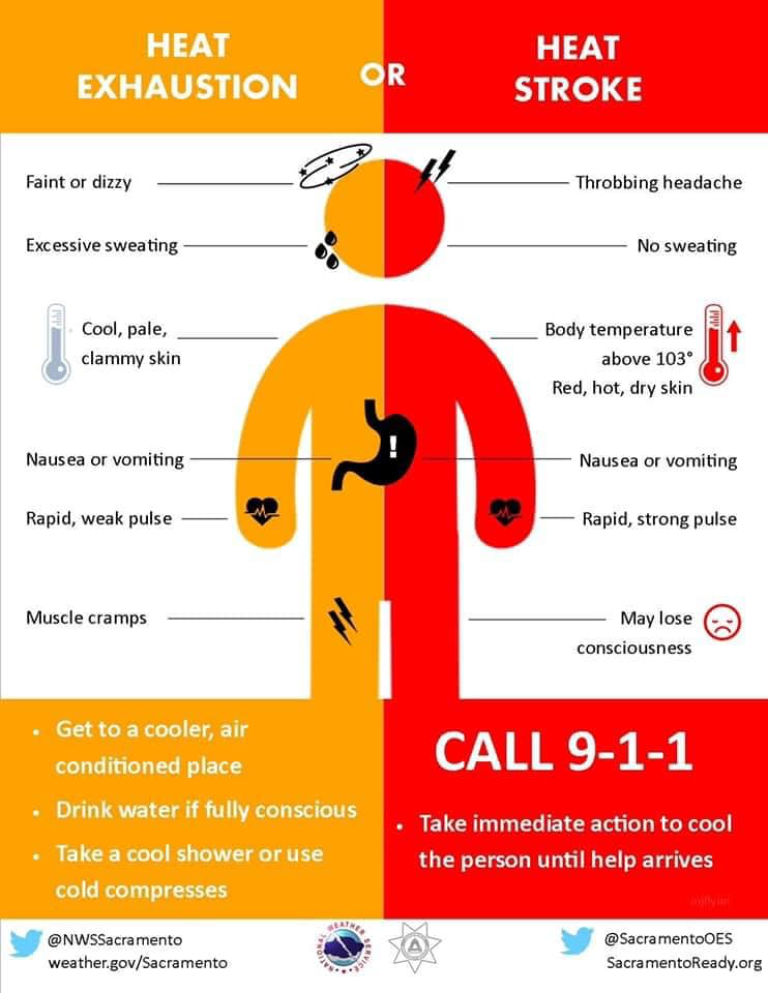 HEAT
EXHAUSTION
OR
HEAT
STROKE
Faint or dizzy
Throbbing headache
Excessive sweating
No sweating
Cool, pale,
clammy skin
Body temperature
above 103°
Red, hot, dry skin
!
Nausea or vomiting
Nausea or vomiting
Rapid, weak pulse
Rapid, strong pulse
Muscle cramps
May lose
consciousness
• Get to a cooler, air
conditioned place
• Drink water if fully conscious
• Take a cool shower or use
cold compresses
CALL 9-1-1
• Take immediate action to cool
the person until help arrives
@NWSSacramento
weather.gov/Sacramento
NATIONAL WEATHER SERVICE
@SacramentoOES
SacramentoReady.org